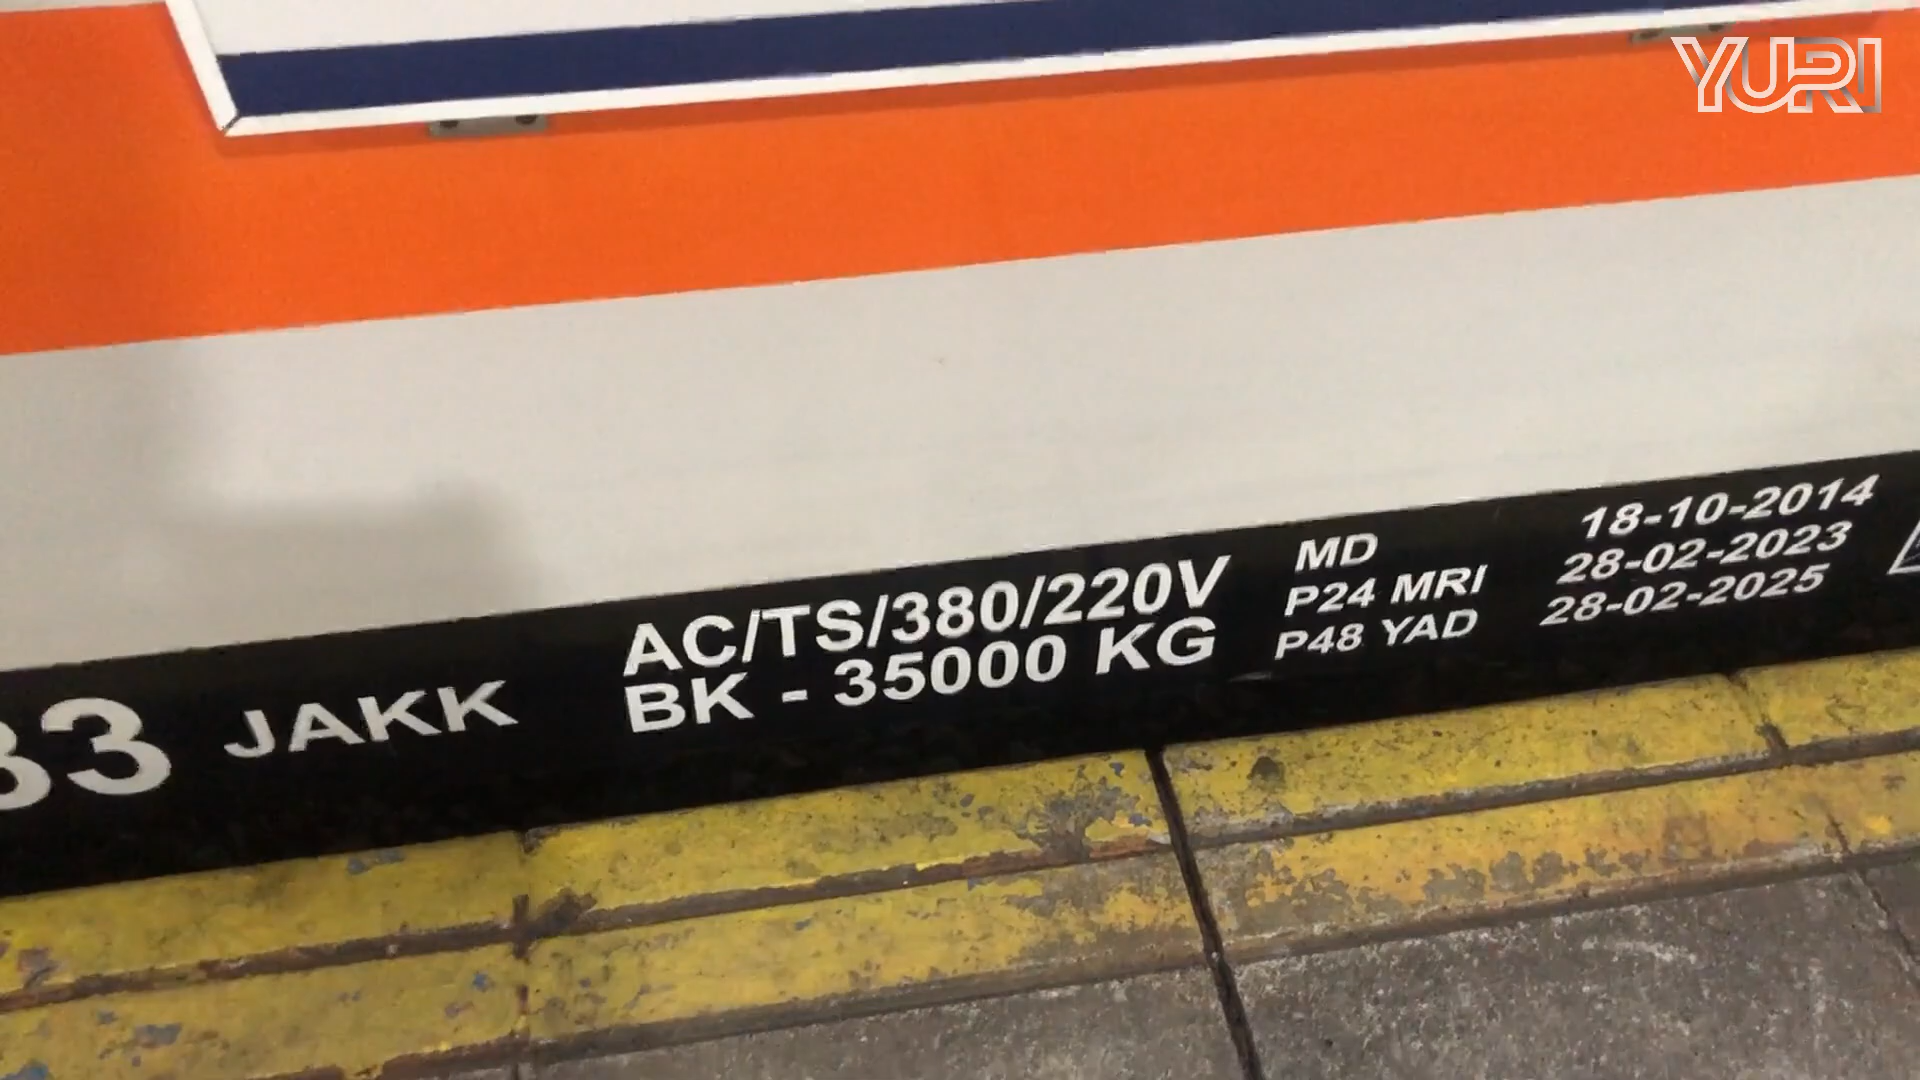 YURI
33 JAKK
AC/TS/380/220V
BK - 35000 KG
MD 18-10-2014
P24 MRI 28-02-2023
P48 YAD 28-02-2025